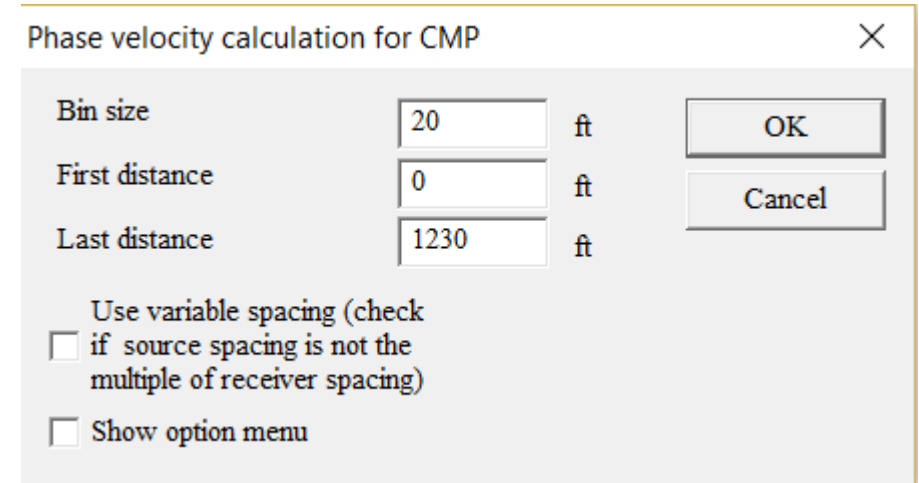 Phase velocity calculation for CMP
Bin size 20 ft OK
First distance 0 ft Cancel
Last distance 1230 ft
Use variable spacing (check
if source spacing is not the
multiple of receiver spacing)
Show option menu